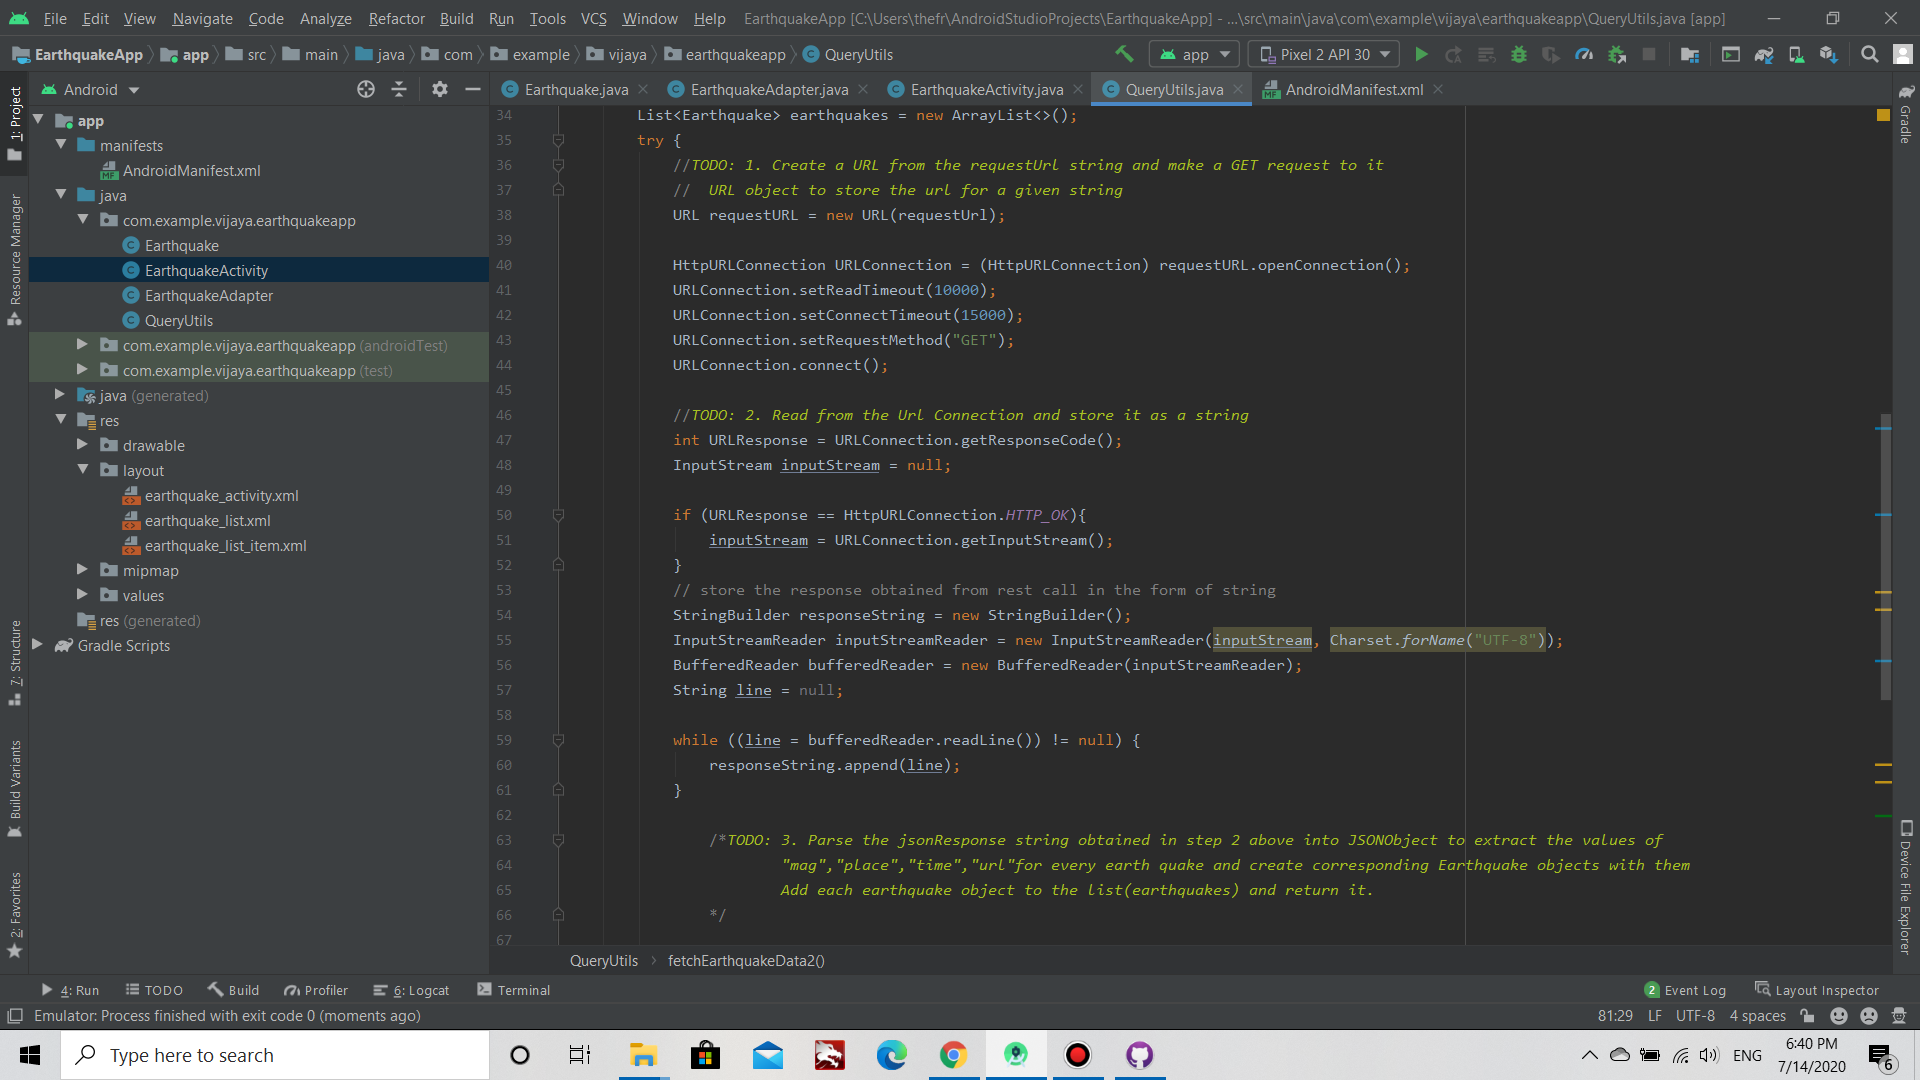 File Edit View Navigate Code Analyze Refactor Build Run Tools VCS Window Help EarthquakeApp [C:\Users\thefr\AndroidStudioProjects\EarthquakeApp] - ...\src\main\java\com\example\vijaya\earthquakeapp\QueryUtils.java [app]
EarthquakeApp app src main java com example vijaya earthquakeapp QueryUtils app Pixel 2 API 30
Android Earthquake.java EarthquakeAdapter.java EarthquakeActivity.java QueryUtils.java AndroidManifest.xml
1: Project
Resource Manager
7: Structure
Build Variants
2: Favorites
app
manifests
AndroidManifest.xml
java
com.example.vijaya.earthquakeapp
Earthquake
EarthquakeActivity
EarthquakeAdapter
QueryUtils
com.example.vijaya.earthquakeapp (androidTest)
com.example.vijaya.earthquakeapp (test)
java (generated)
res
drawable
layout
earthquake_activity.xml
earthquake_list.xml
earthquake_list_item.xml
mipmap
values
res (generated)
Gradle Scripts
34 List<Earthquake> earthquakes = new ArrayList<>();
35 try {
36 //TODO: 1. Create a URL from the requestUrl string and make a GET request to it
37 //  URL object to store the url for a given string
38 URL requestURL = new URL(requestUrl);
39
40 HttpURLConnection URLConnection = (HttpURLConnection) requestURL.openConnection();
41 URLConnection.setReadTimeout(10000);
42 URLConnection.setConnectTimeout(15000);
43 URLConnection.setRequestMethod("GET");
44 URLConnection.connect();
45
46 //TODO: 2. Read from the Url Connection and store it as a string
47 int URLResponse = URLConnection.getResponseCode();
48 InputStream inputStream = null;
49
50 if (URLResponse == HttpURLConnection.HTTP_OK){
51 inputStream = URLConnection.getInputStream();
52 }
53 // store the response obtained from rest call in the form of string
54 StringBuilder responseString = new StringBuilder();
55 InputStreamReader inputStreamReader = new InputStreamReader(inputStream, Charset.forName("UTF-8"));
56 BufferedReader bufferedReader = new BufferedReader(inputStreamReader);
57 String line = null;
58
59 while ((line = bufferedReader.readLine()) != null) {
60 responseString.append(line);
61 }
62
63 /*TODO: 3. Parse the jsonResponse string obtained in step 2 above into JSONObject to extract the values of
64 "mag","place","time","url"for every earth quake and create corresponding Earthquake objects with them
65 Add each earthquake object to the list(earthquakes) and return it.
66 */
67
Gradle
Device File Explorer
QueryUtils fetchEarthquakeData2()
4: Run TODO Build Profiler 6: Logcat Terminal 2 Event Log Layout Inspector
Emulator: Process finished with exit code 0 (moments ago) 81:29 LF UTF-8 4 spaces
Type here to search ENG 6:40 PM
7/14/2020 6